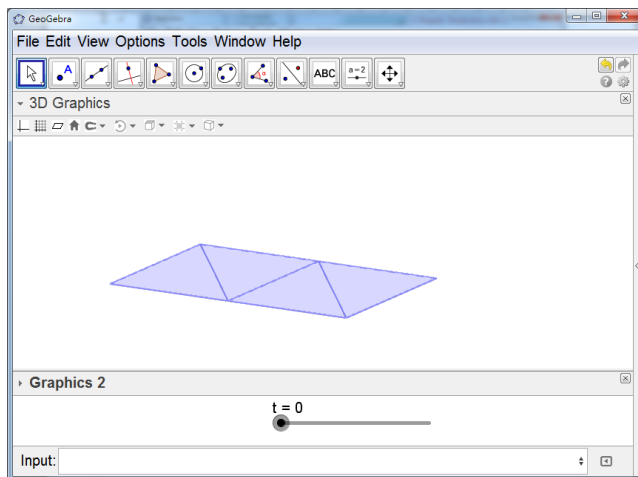 GeoGebra
File Edit View Options Tools Window Help
A
α
ABC
a=2
3D Graphics
Graphics 2
t = 0
Input: